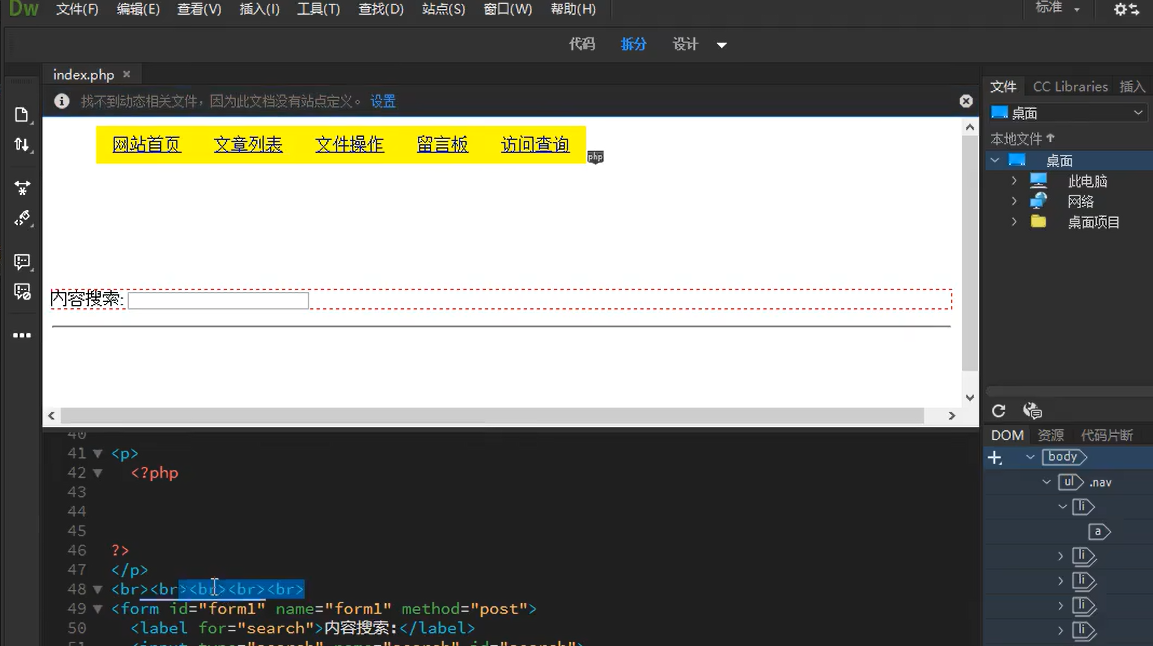 Dw 文件(F) 编辑(E) 查看(V) 插入(I) 工具(T) 查找(D) 站点(S) 窗口(W) 帮助(H) 标准
代码 拆分 设计
index.php ×
找不到动态相关文件，因为此文档没有站点定义。 设置
网站首页 文章列表 文件操作 留言板 访问查询 php
内容搜索:
40
41 <p>
42 <?php
43
44
45
46 ?>
47 </p>
48 <br><br><br><br><br>
49 <form id="form1" name="form1" method="post">
50 <label for="search">内容搜索:</label>
51 <input type="search" name="search" id="search">
文件 CC Libraries 插入
桌面
本地文件
桌面
此电脑
网络
桌面项目
DOM 资源 代码片断
body
ul .nav
li
a
li
li
li
li